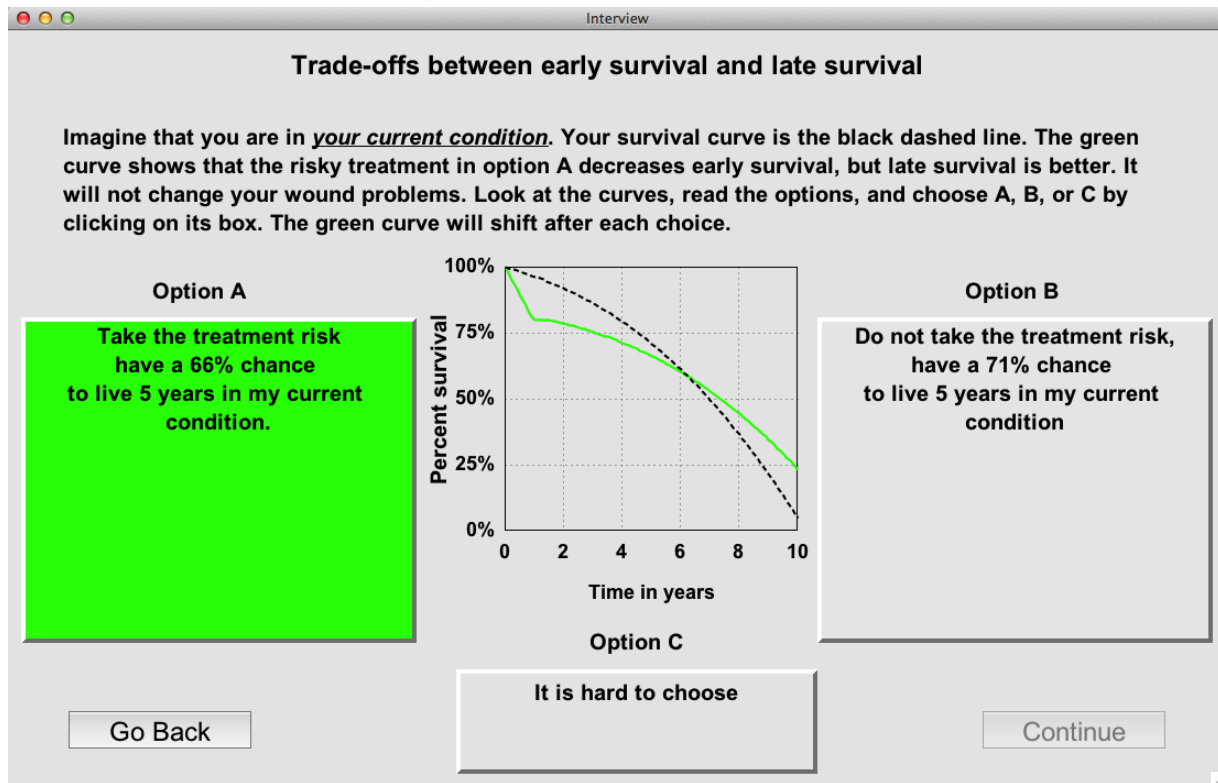 Interview
Trade-offs between early survival and late survival
Imagine that you are in your current condition. Your survival curve is the black dashed line. The green
curve shows that the risky treatment in option A decreases early survival, but late survival is better. It
will not change your wound problems. Look at the curves, read the options, and choose A, B, or C by
clicking on its box. The green curve will shift after each choice.
Option A
Take the treatment risk
have a 66% chance
to live 5 years in my current
condition.
100%
75%
50%
25%
0%
Percent survival
0 2 4 6 8 10
Time in years
Option B
Do not take the treatment risk,
have a 71% chance
to live 5 years in my current
condition
Option C
It is hard to choose
Go Back
Continue